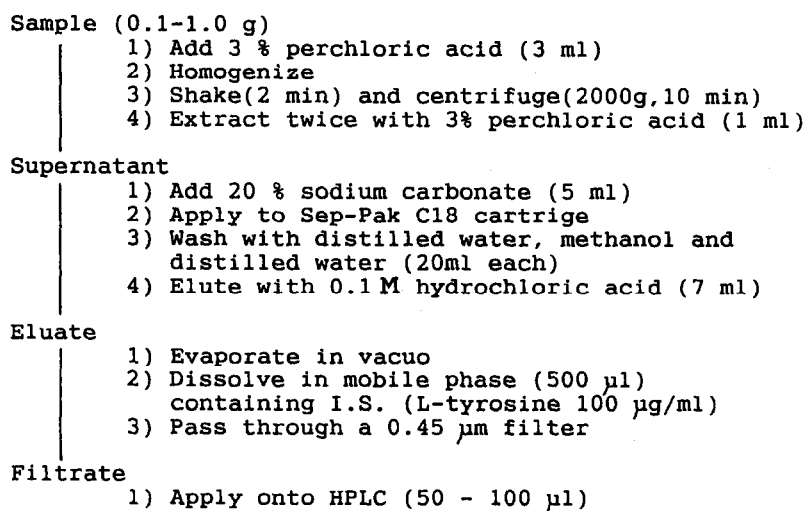 Sample (0.1-1.0 g)
1) Add 3 % perchloric acid (3 ml)
2) Homogenize
3) Shake(2 min) and centrifuge(2000g,10 min)
4) Extract twice with 3% perchloric acid (1 ml)
Supernatant
1) Add 20 % sodium carbonate (5 ml)
2) Apply to Sep-Pak C18 cartrige
3) Wash with distilled water, methanol and
distilled water (20ml each)
4) Elute with 0.1 M hydrochloric acid (7 ml)
Eluate
1) Evaporate in vacuo
2) Dissolve in mobile phase (500 µl)
containing I.S. (L-tyrosine 100 µg/ml)
3) Pass through a 0.45 µm filter
Filtrate
1) Apply onto HPLC (50 - 100 µl)